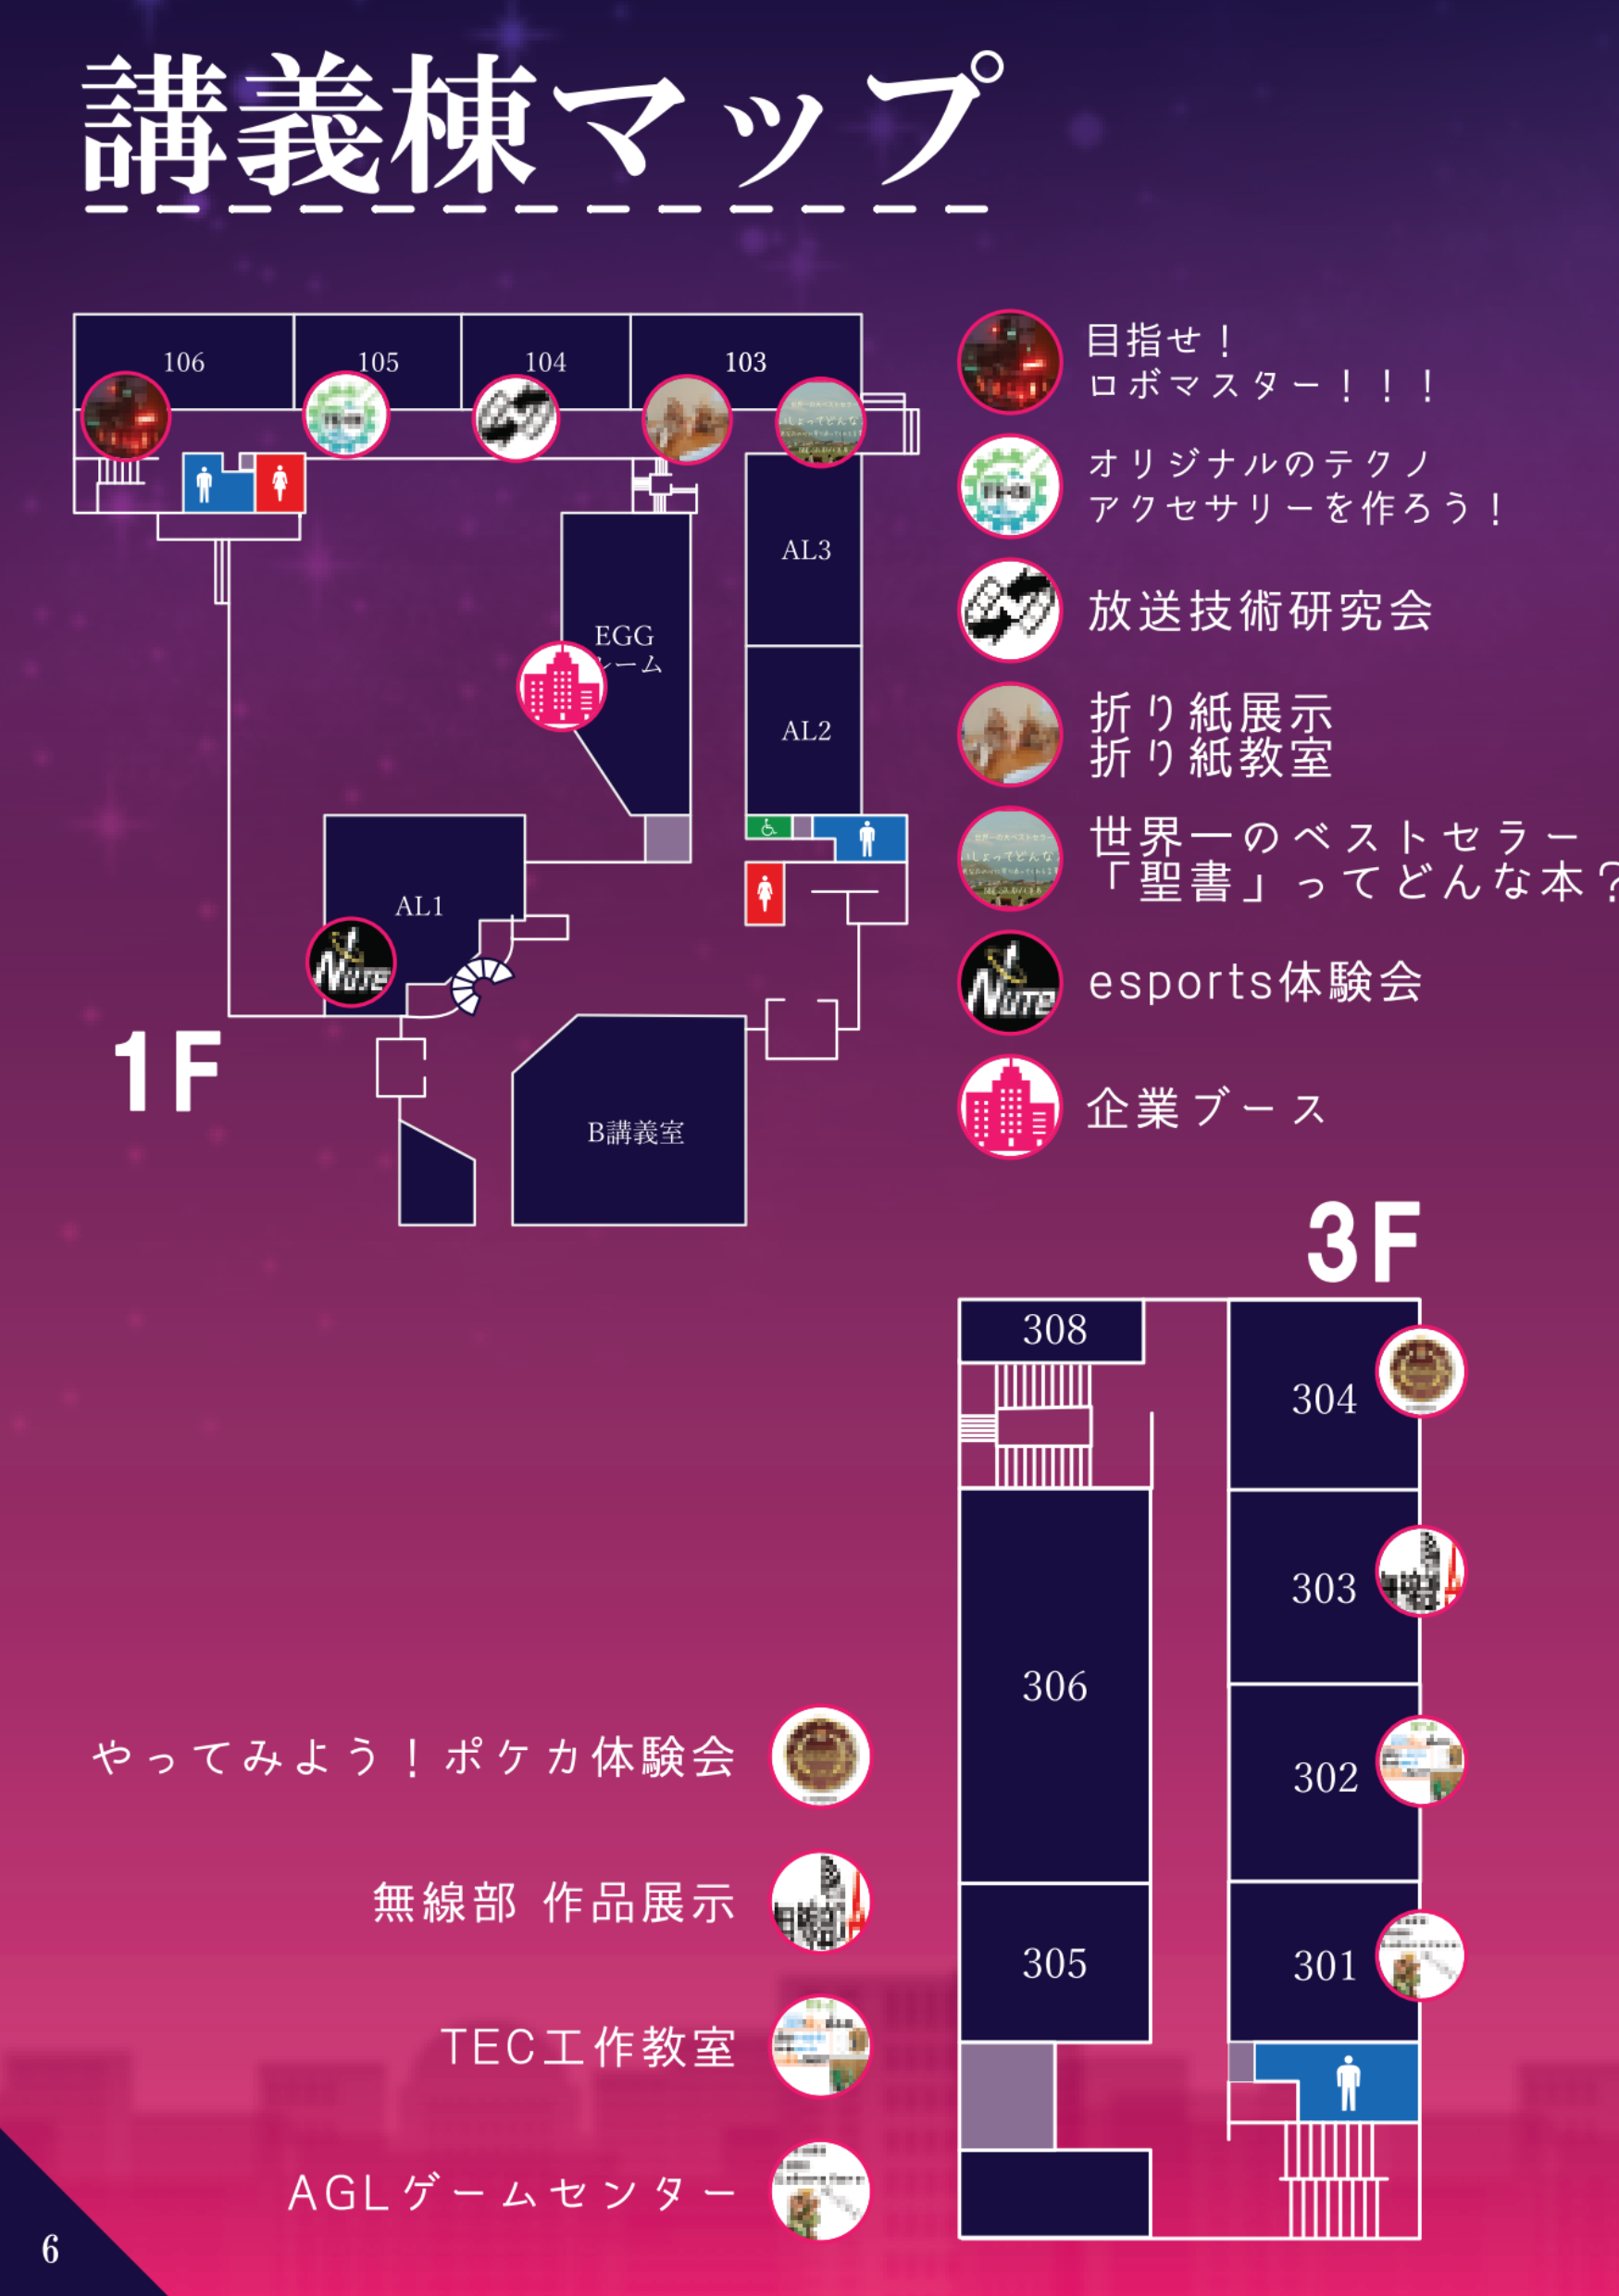 講義棟マップ
106
105
104
103
目指せ！
ロボマスター！！！
オリジナルのテクノ
アクセサリーを作ろう！
AL3
放送技術研究会
EGG
ーム
折り紙展示
折り紙教室
AL2
世界一のベストセラー
「聖書」ってどんな本？
AL1
NUTE
esports体験会
1F
企業ブース
B講義室
3F
308
304
303
306
302
305
301
やってみよう！ポケカ体験会
無線部 作品展示
TEC工作教室
AGLゲームセンター
6